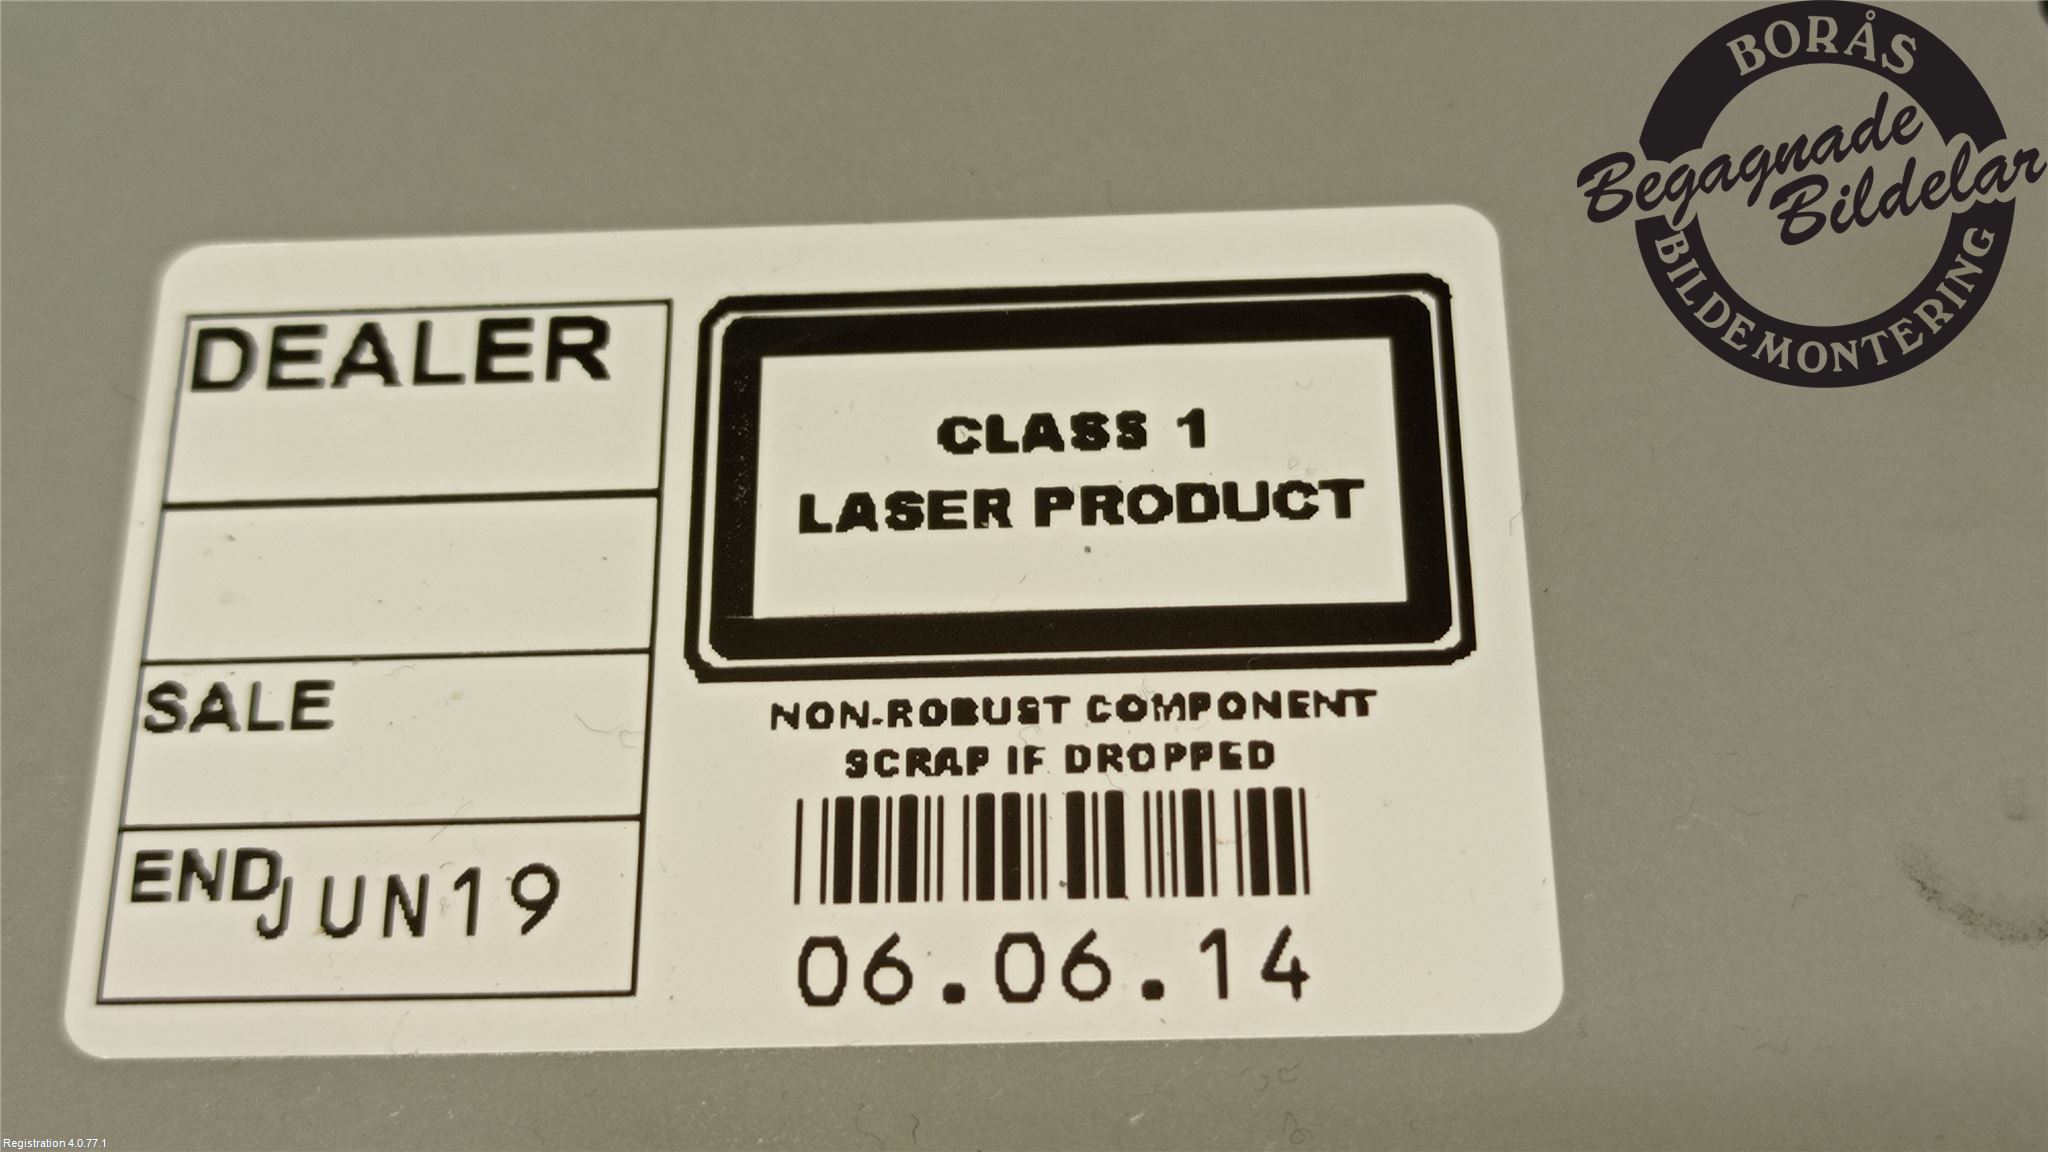 BORÅS
Begagnade
Bildelar
BILDEMONTERING
DEALER
SALE
END JUN19
CLASS 1
LASER PRODUCT
NON-ROBUST COMPONENT
SCRAP IF DROPPED
06.06.14
Registration 4.0.77.1